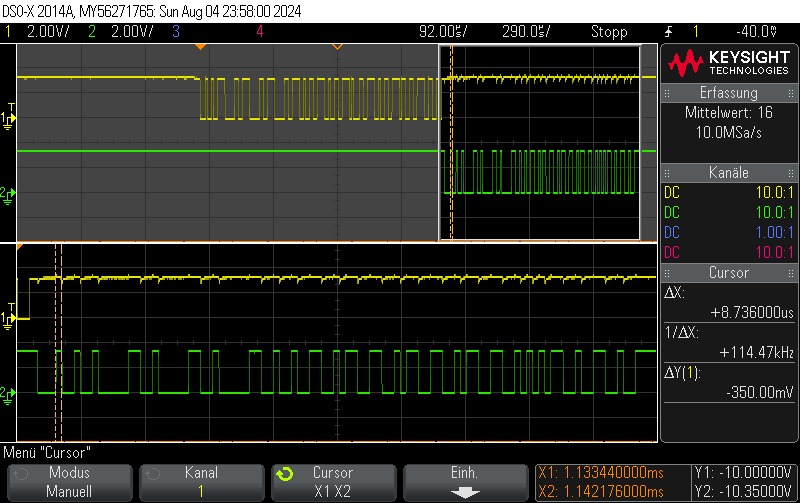 DSO-X 2014A, MY56271765: Sun Aug 04 23:58:00 2024
1 2.00V/ 2 2.00V/ 3 4 92.00us/ 290.0us/ Stopp 1 -40.0V
KEYSIGHT
TECHNOLOGIES
Erfassung
Mittelwert: 16
10.0MSa/s
Kanäle
DC 10.0:1
DC 10.0:1
DC 1.00:1
DC 10.0:1
Cursor
ΔX:
+8.736000us
1/ΔX:
+114.47kHz
ΔY(1):
-350.00mV
T
1
2
T
1
2
Menü "Cursor"
Modus
Manuell
Kanal
1
Cursor
X1 X2
Einh.
X1: 1.133440000ms
X2: 1.142176000ms
Y1: -10.00000V
Y2: -10.35000V